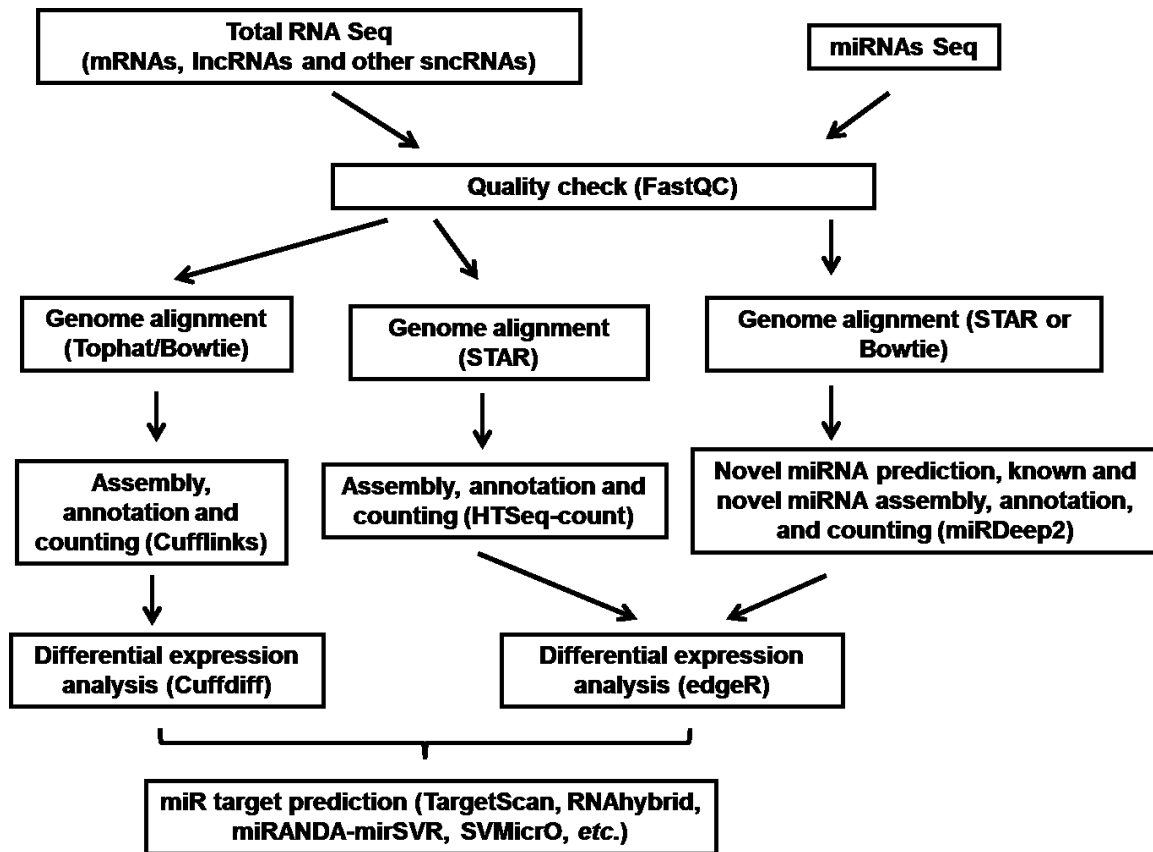 Total RNA Seq
(mRNAs, lncRNAs and other sncRNAs)
miRNAs Seq
Quality check (FastQC)
Genome alignment
(Tophat/Bowtie)
Genome alignment
(STAR)
Genome alignment (STAR or
Bowtie)
Assembly,
annotation and
counting (Cufflinks)
Assembly, annotation and
counting (HTSeq-count)
Novel miRNA prediction, known and
novel miRNA assembly, annotation,
and counting (miRDeep2)
Differential expression
analysis (Cuffdiff)
Differential expression
analysis (edgeR)
miR target prediction (TargetScan, RNAhybrid,
miRANDA-mirSVR, SVMicrO, etc.)